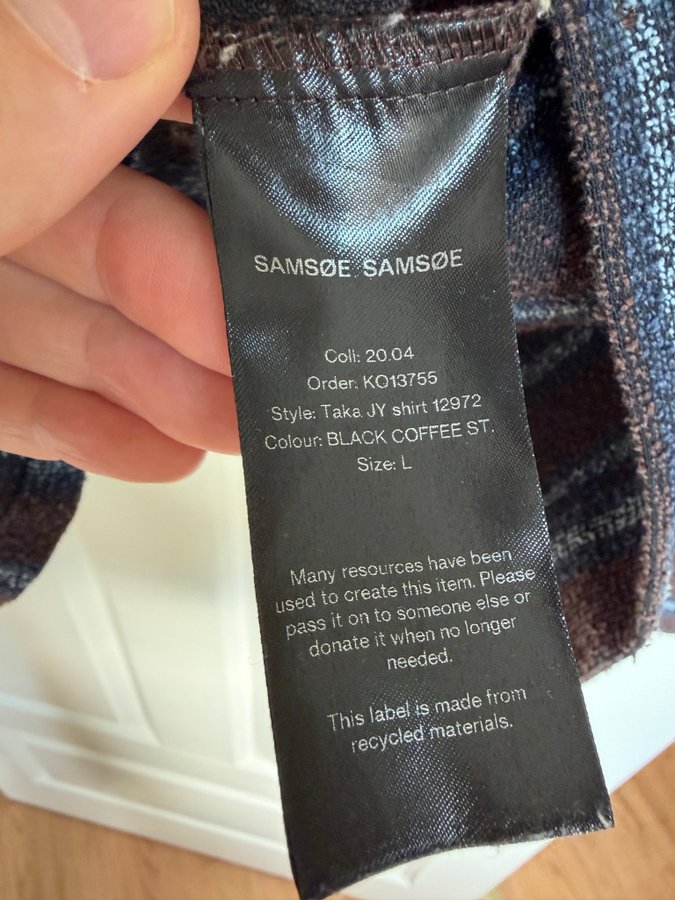 SAMSØE SAMSØE
Coll: 20.04
Order: KO13755
Style: Taka JY shirt 12972
Colour: BLACK COFFEE ST.
Size: L
Many resources have been
used to create this item. Please
pass it on to someone else or
donate it when no longer
needed.
This label is made from
recycled materials.